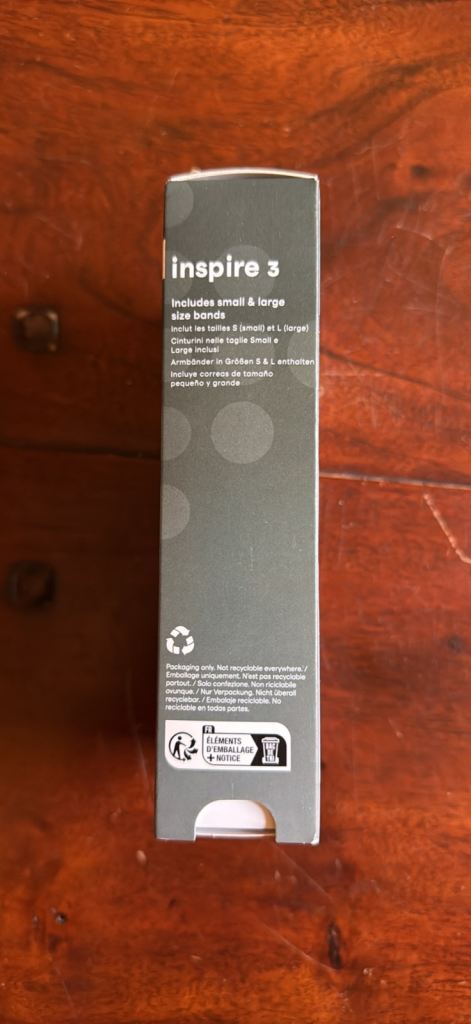 inspire 3
Includes small & large
size bands
Inclut les tailles S (small) et L (large)
Cinturini nelle taglie Small e
Large inclusi
Armbänder in Größen S & L enthalten
Incluye correas de tamaño
pequeño y grande
Packaging only. Not recyclable everywhere. /
Emballage uniquement. N'est pas recyclable
partout. / Solo confezione. Non riciclabile
ovunque. / Nur Verpackung. Nicht überall
recyclebar. / Embalaje reciclable. No
reciclable en todas partes.
FR
ÉLÉMENTS
D'EMBALLAGE
+ NOTICE
BAC
DE
TRI